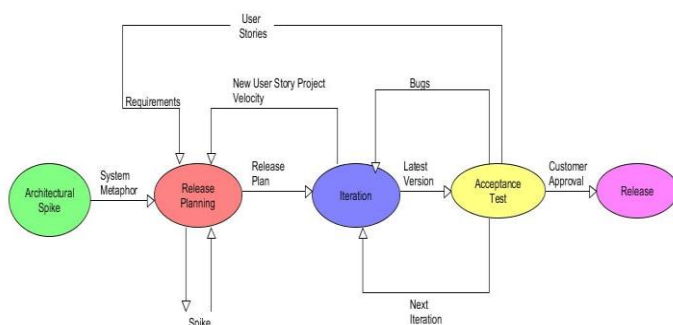 User
Stories
New User Story Project
Velocity
Bugs
Requirements
System
Metaphor
Release
Plan
Latest
Version
Customer
Approval
Architectural
Spike
Release
Planning
Iteration
Acceptance
Test
Release
Spike
Next
Iteration